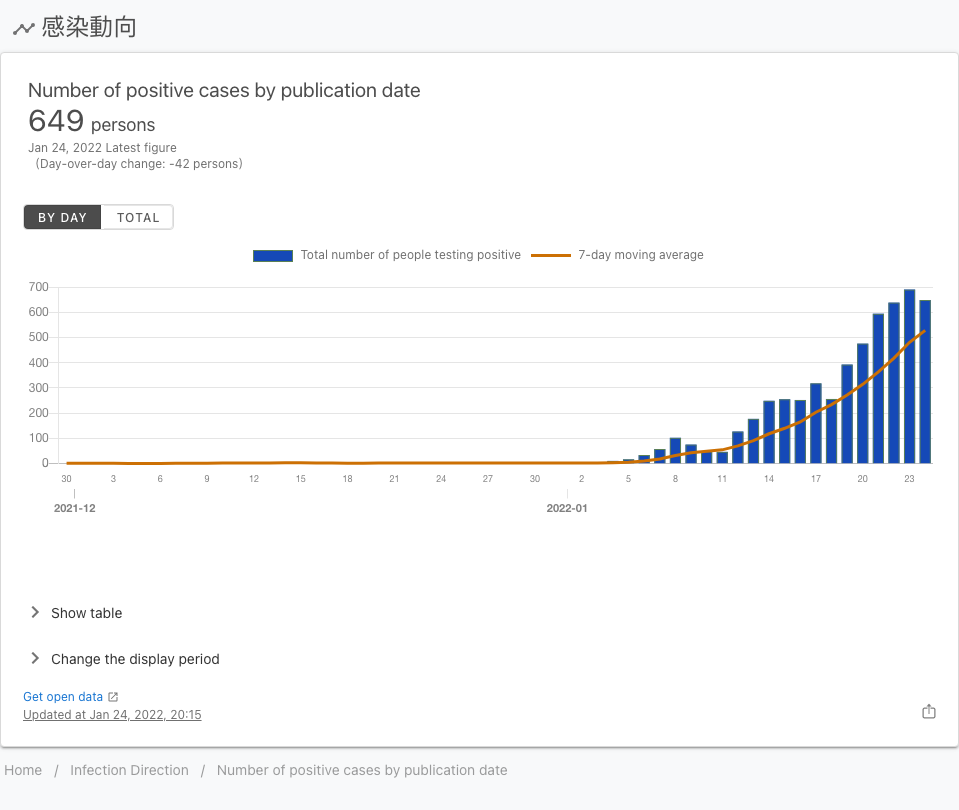 感染動向
Number of positive cases by publication date
649 persons
Jan 24, 2022 Latest figure
(Day-over-day change: -42 persons)
BY DAY TOTAL
Total number of people testing positive 7-day moving average
700
600
500
400
300
200
100
0
30 3 6 9 12 15 18 21 24 27 30 2 5 8 11 14 17 20 23
2021-12 2022-01
Show table
Change the display period
Get open data
Updated at Jan 24, 2022, 20:15
Home / Infection Direction / Number of positive cases by publication date